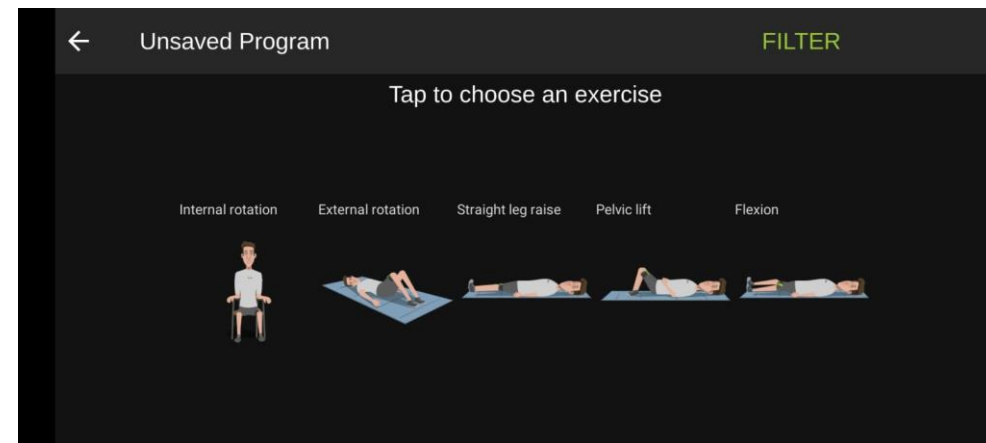 Unsaved Program
FILTER
Tap to choose an exercise
Internal rotation
External rotation
Straight leg raise
Pelvic lift
Flexion